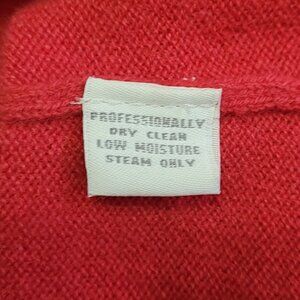 PROFESSIONALLY
DRY CLEAN
LOW MOISTURE
STEAM ONLY